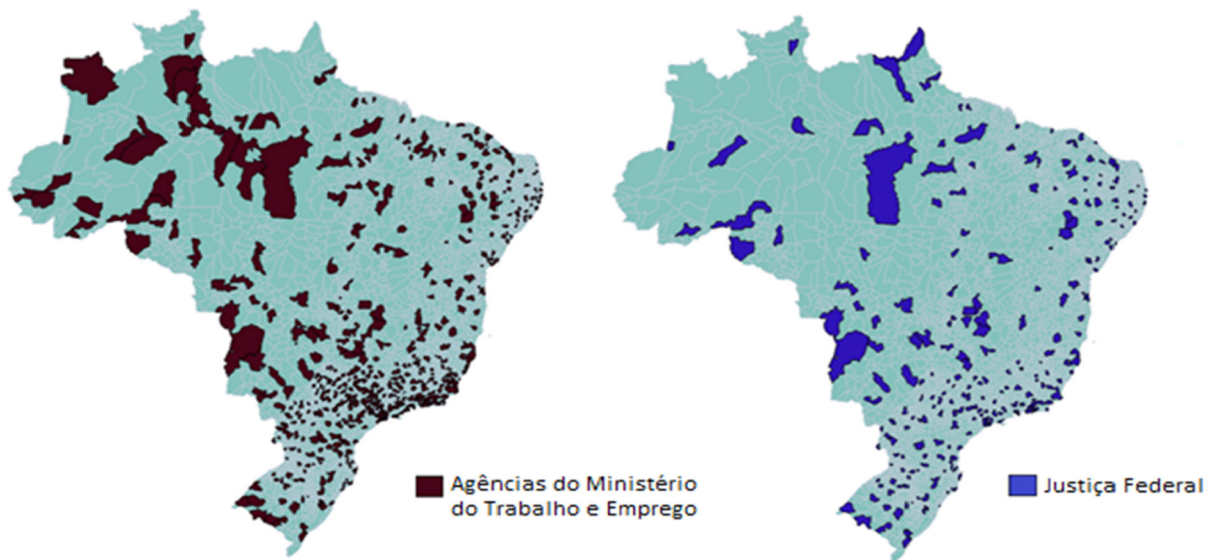 Agências do Ministério
do Trabalho e Emprego
Justiça Federal